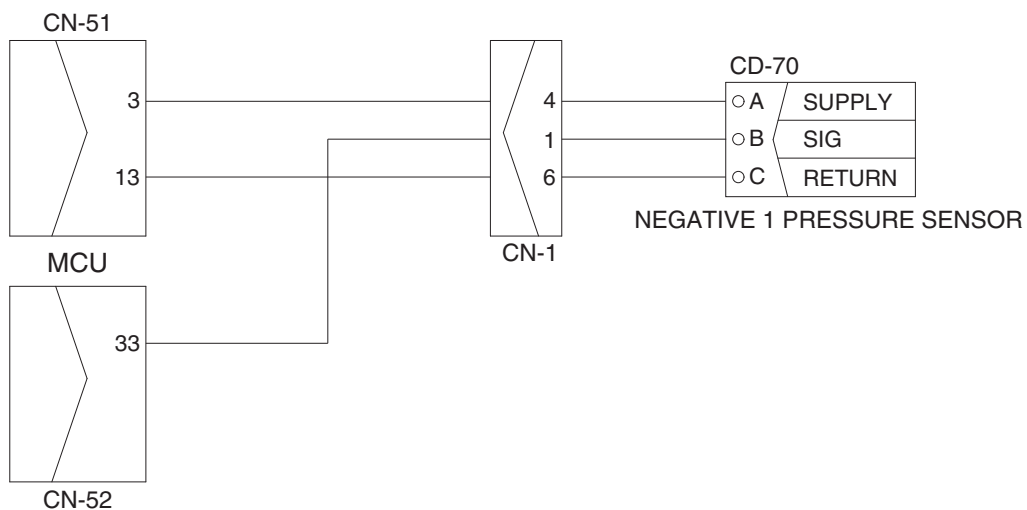 CN-51
3
13
MCU
33
CN-52
4
1
6
CN-1
CD-70
A SUPPLY
B SIG
C RETURN
NEGATIVE 1 PRESSURE SENSOR